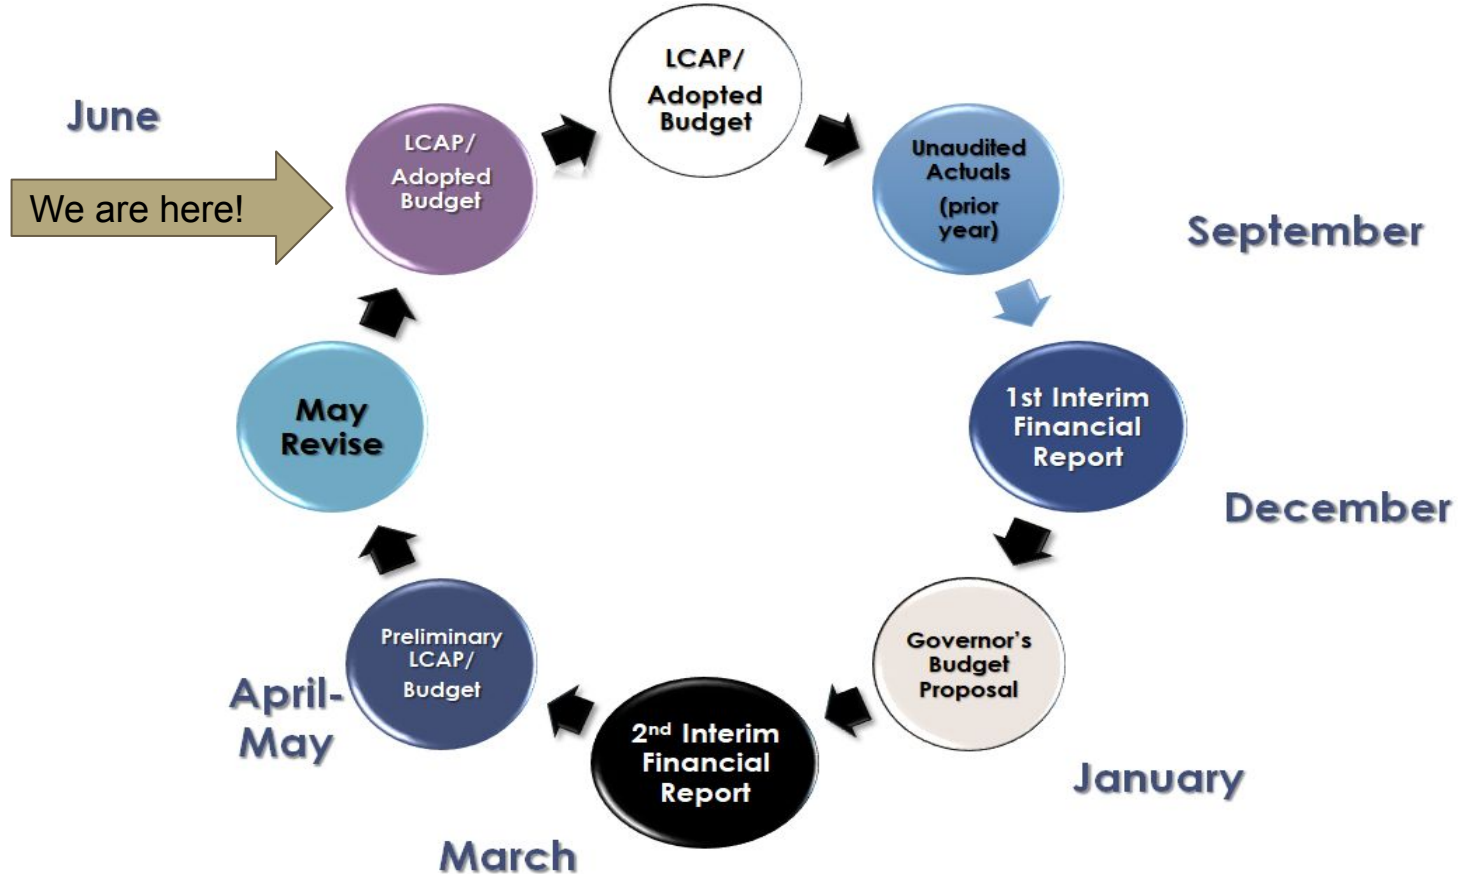 LCAP/
Adopted
Budget
Unaudited
Actuals
(prior
year)
September
1st Interim
Financial
Report
December
Governor's
Budget
Proposal
January
2nd Interim
Financial
Report
March
Preliminary
LCAP/
Budget
April-
May
May
Revise
LCAP/
Adopted
Budget
June
We are here!